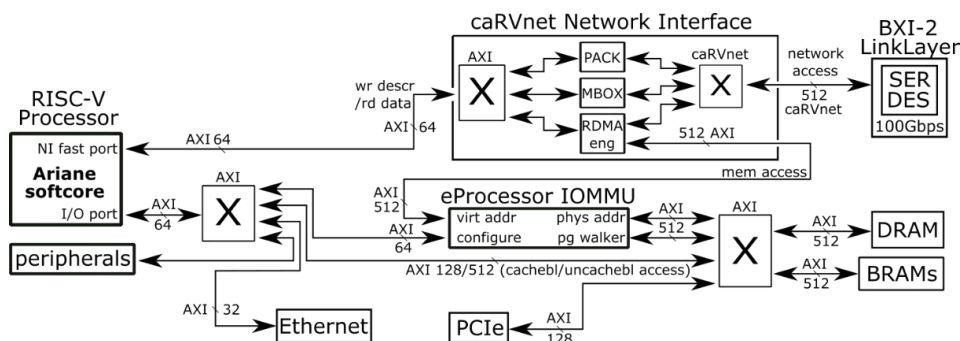 caRVnet Network Interface
BXI-2
LinkLayer
RISC-V
Processor
NI fast port
Ariane
softcore
I/O port
AXI 64
wr descr
/rd data
AXI 64
AXI
X
PACK
MBOX
RDMA
eng
caRVnet
X
512 AXI
mem access
network
access
512
caRVnet
SER
DES
100Gbps
AXI
64
AXI
X
peripherals
AXI 32
Ethernet
AXI
512
AXI
64
eProcessor IOMMU
virt addr
phys addr
configure
pg walker
AXI
512
AXI 128/512 (cachebl/uncachebl access)
PCIe
AXI
128
AXI
X
AXI
512
DRAM
AXI
512
BRAMs